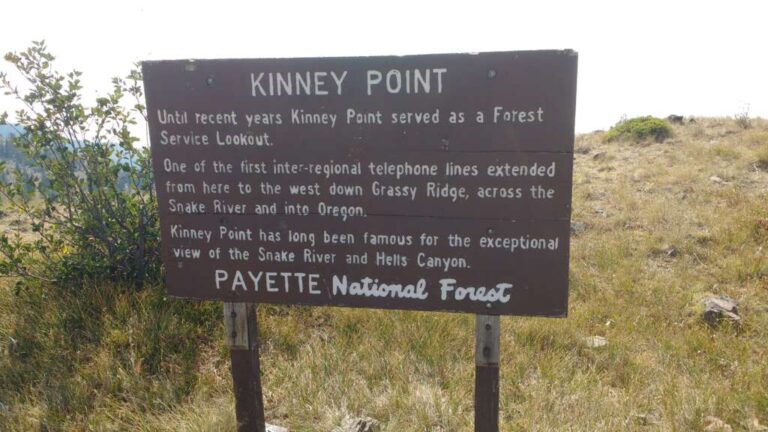 KINNEY POINT
Until recent years Kinney Point served as a Forest
Service Lookout.
One of the first inter-regional telephone lines extended
from here to the west down Grassy Ridge, across the
Snake River and into Oregon.
Kinney Point has long been famous for the exceptional
view of the Snake River and Hells Canyon.
PAYETTE National Forest